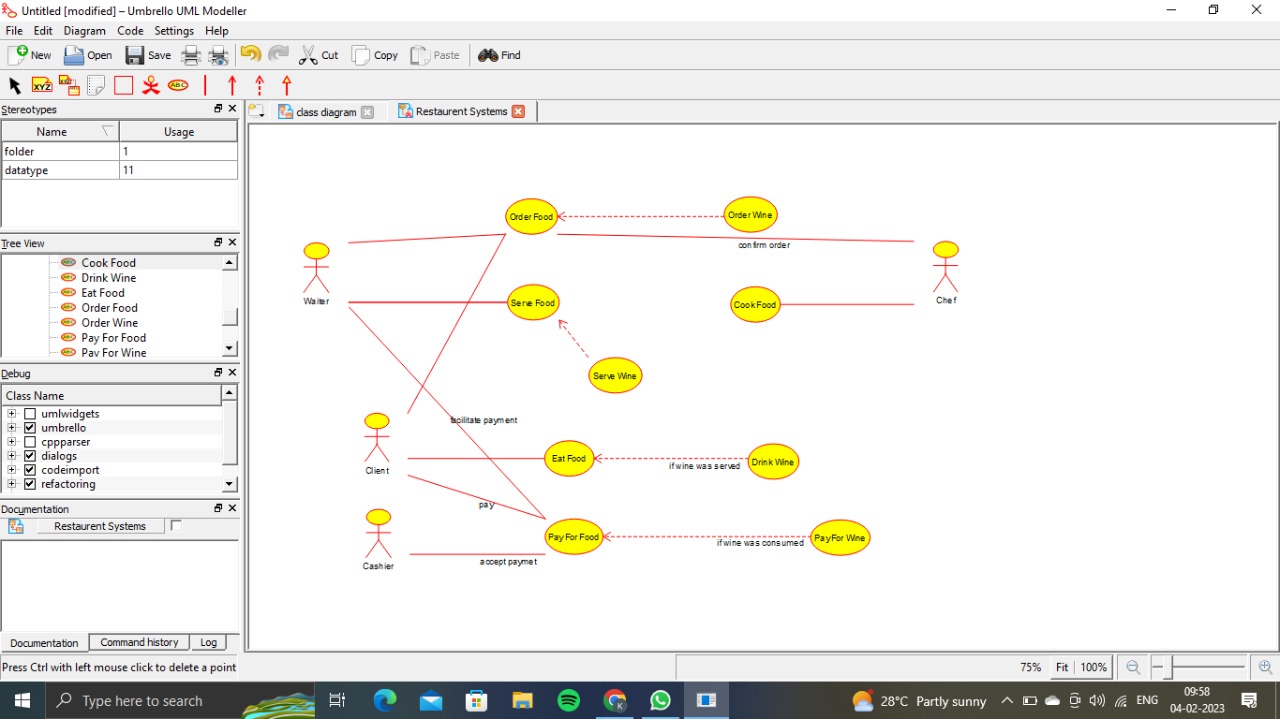 Untitled [modified] – Umbrello UML Modeller
File Edit Diagram Code Settings Help
New Open Save Cut Copy Paste Find
XYZ XYZ ABC
Stereotypes
Name Usage
folder 1
datatype 11
Tree View
Cook Food
Drink Wine
Eat Food
Order Food
Order Wine
Pay For Food
Pay For Wine
Debug
Class Name
umlwidgets
umbrello
cppparser
dialogs
codeimport
refactoring
Documentation
Restaurent Systems
Documentation Command history Log
Press Ctrl with left mouse click to delete a point
class diagram Restaurent Systems
Order Food Order Wine
confirm order
Waiter Serve Food Cook Food Chef
Serve Wine
facilitate payment
Client Eat Food if wine was served Drink Wine
pay
Pay For Food if wine was consumed Pay For Wine
Cashier accept paymet
75% Fit 100%
Type here to search
28°C Partly sunny ENG
09:58
04-02-2023